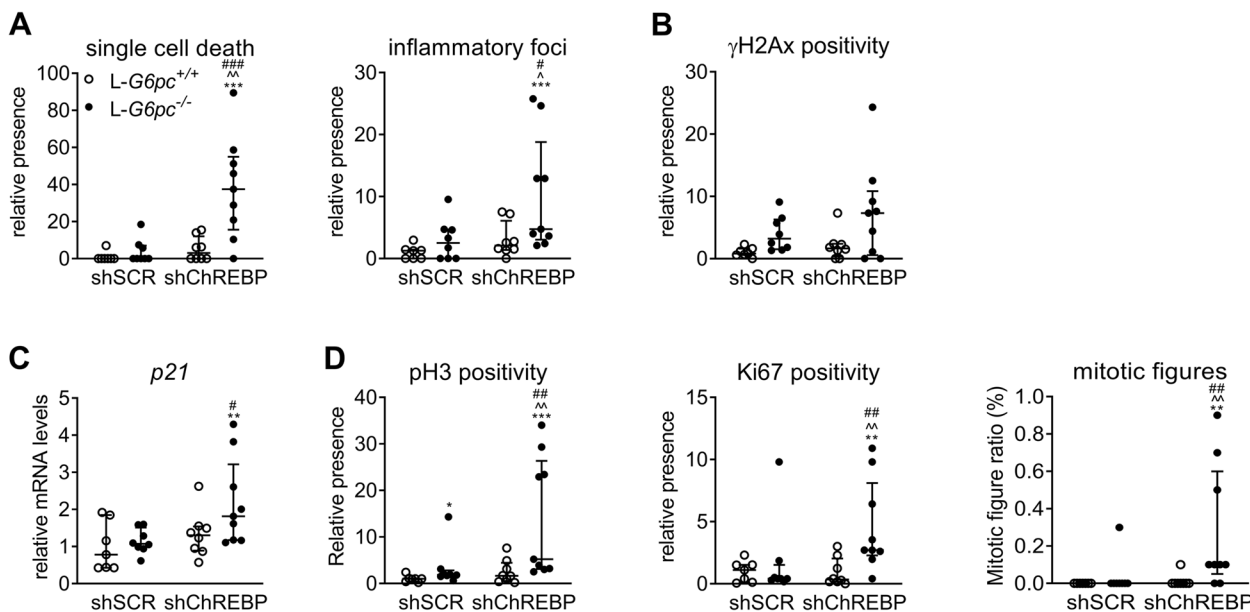 A
single cell death
relative presence
100
80
60
40
20
0
L-G6pc+/+
L-G6pc-/-
###
^^
***
shSCR
shChREBP
inflammatory foci
relative presence
30
20
10
0
#
^
***
shSCR
shChREBP
B
γH2Ax positivity
relative presence
30
20
10
0
shSCR
shChREBP
C
p21
relative mRNA levels
5
4
3
2
1
0
#
**
shSCR
shChREBP
D
pH3 positivity
Relative presence
40
30
20
10
0
*
##
^^
***
shSCR
shChREBP
Ki67 positivity
relative presence
15
10
5
0
##
^^
**
shSCR
shChREBP
mitotic figures
Mitotic figure ratio (%)
1.0
0.8
0.6
0.4
0.2
0.0
##
^^
**
shSCR
shChREBP